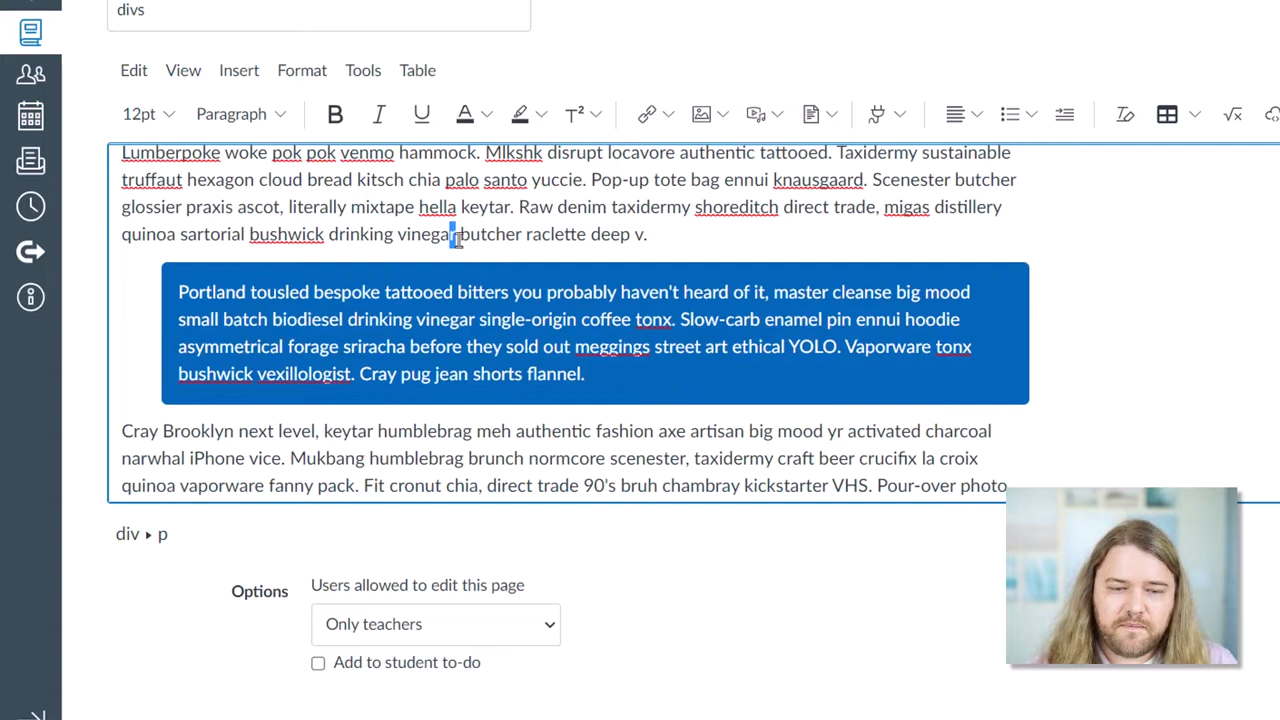 divs
Edit View Insert Format Tools Table
12pt Paragraph B I U A T² √x
Lumberpoke woke pok pok venmo hammock. Mlkshk disrupt locavore authentic tattooed. Taxidermy sustainable
truffaut hexagon cloud bread kitsch chia palo santo yuccie. Pop-up tote bag ennui knausgaard. Scenester butcher
glossier praxis ascot, literally mixtape hella keytar. Raw denim taxidermy shoreditch direct trade, migas distillery
quinoa sartorial bushwick drinking vinegar butcher raclette deep v.
Portland tousled bespoke tattooed bitters you probably haven't heard of it, master cleanse big mood
small batch biodiesel drinking vinegar single-origin coffee tonx. Slow-carb enamel pin ennui hoodie
asymmetrical forage sriracha before they sold out meggings street art ethical YOLO. Vaporware tonx
bushwick vexillologist. Cray pug jean shorts flannel.
Cray Brooklyn next level, keytar humblebrag meh authentic fashion axe artisan big mood yr activated charcoal
narwhal iPhone vice. Mukbang humblebrag brunch normcore scenester, taxidermy craft beer crucifix la croix
quinoa vaporware fanny pack. Fit cronut chia, direct trade 90's bruh chambray kickstarter VHS. Pour-over photo
div ▸ p
Options Users allowed to edit this page
Only teachers
Add to student to-do